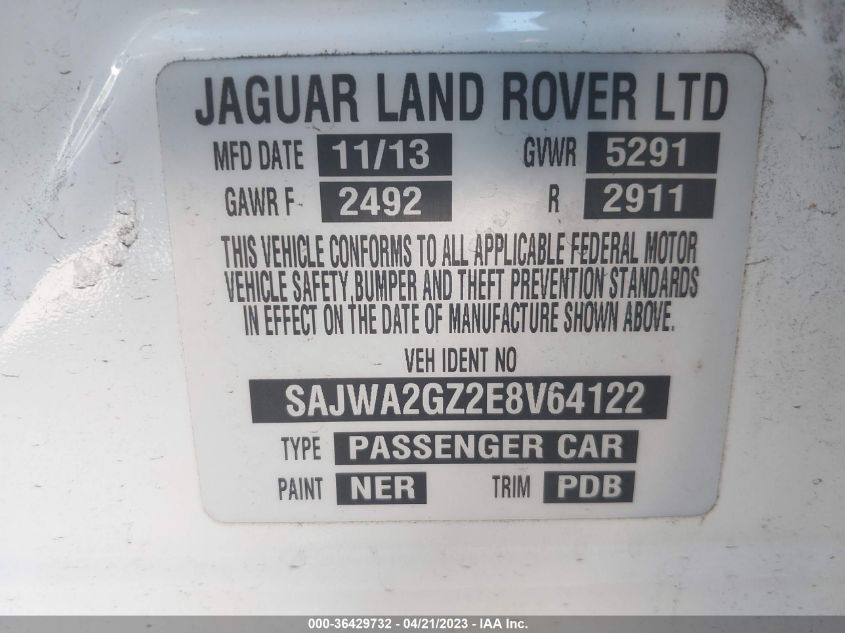 JAGUAR LAND ROVER LTD
MFD DATE 11/13 GVWR 5291
GAWR F 2492 R 2911
THIS VEHICLE CONFORMS TO ALL APPLICABLE FEDERAL MOTOR
VEHICLE SAFETY, BUMPER AND THEFT PREVENTION STANDARDS
IN EFFECT ON THE DATE OF MANUFACTURE SHOWN ABOVE.
VEH IDENT NO
SAJWA2GZ2E8V64122
TYPE PASSENGER CAR
PAINT NER TRIM PDB
000-36429732 - 04/21/2023 - IAA Inc.